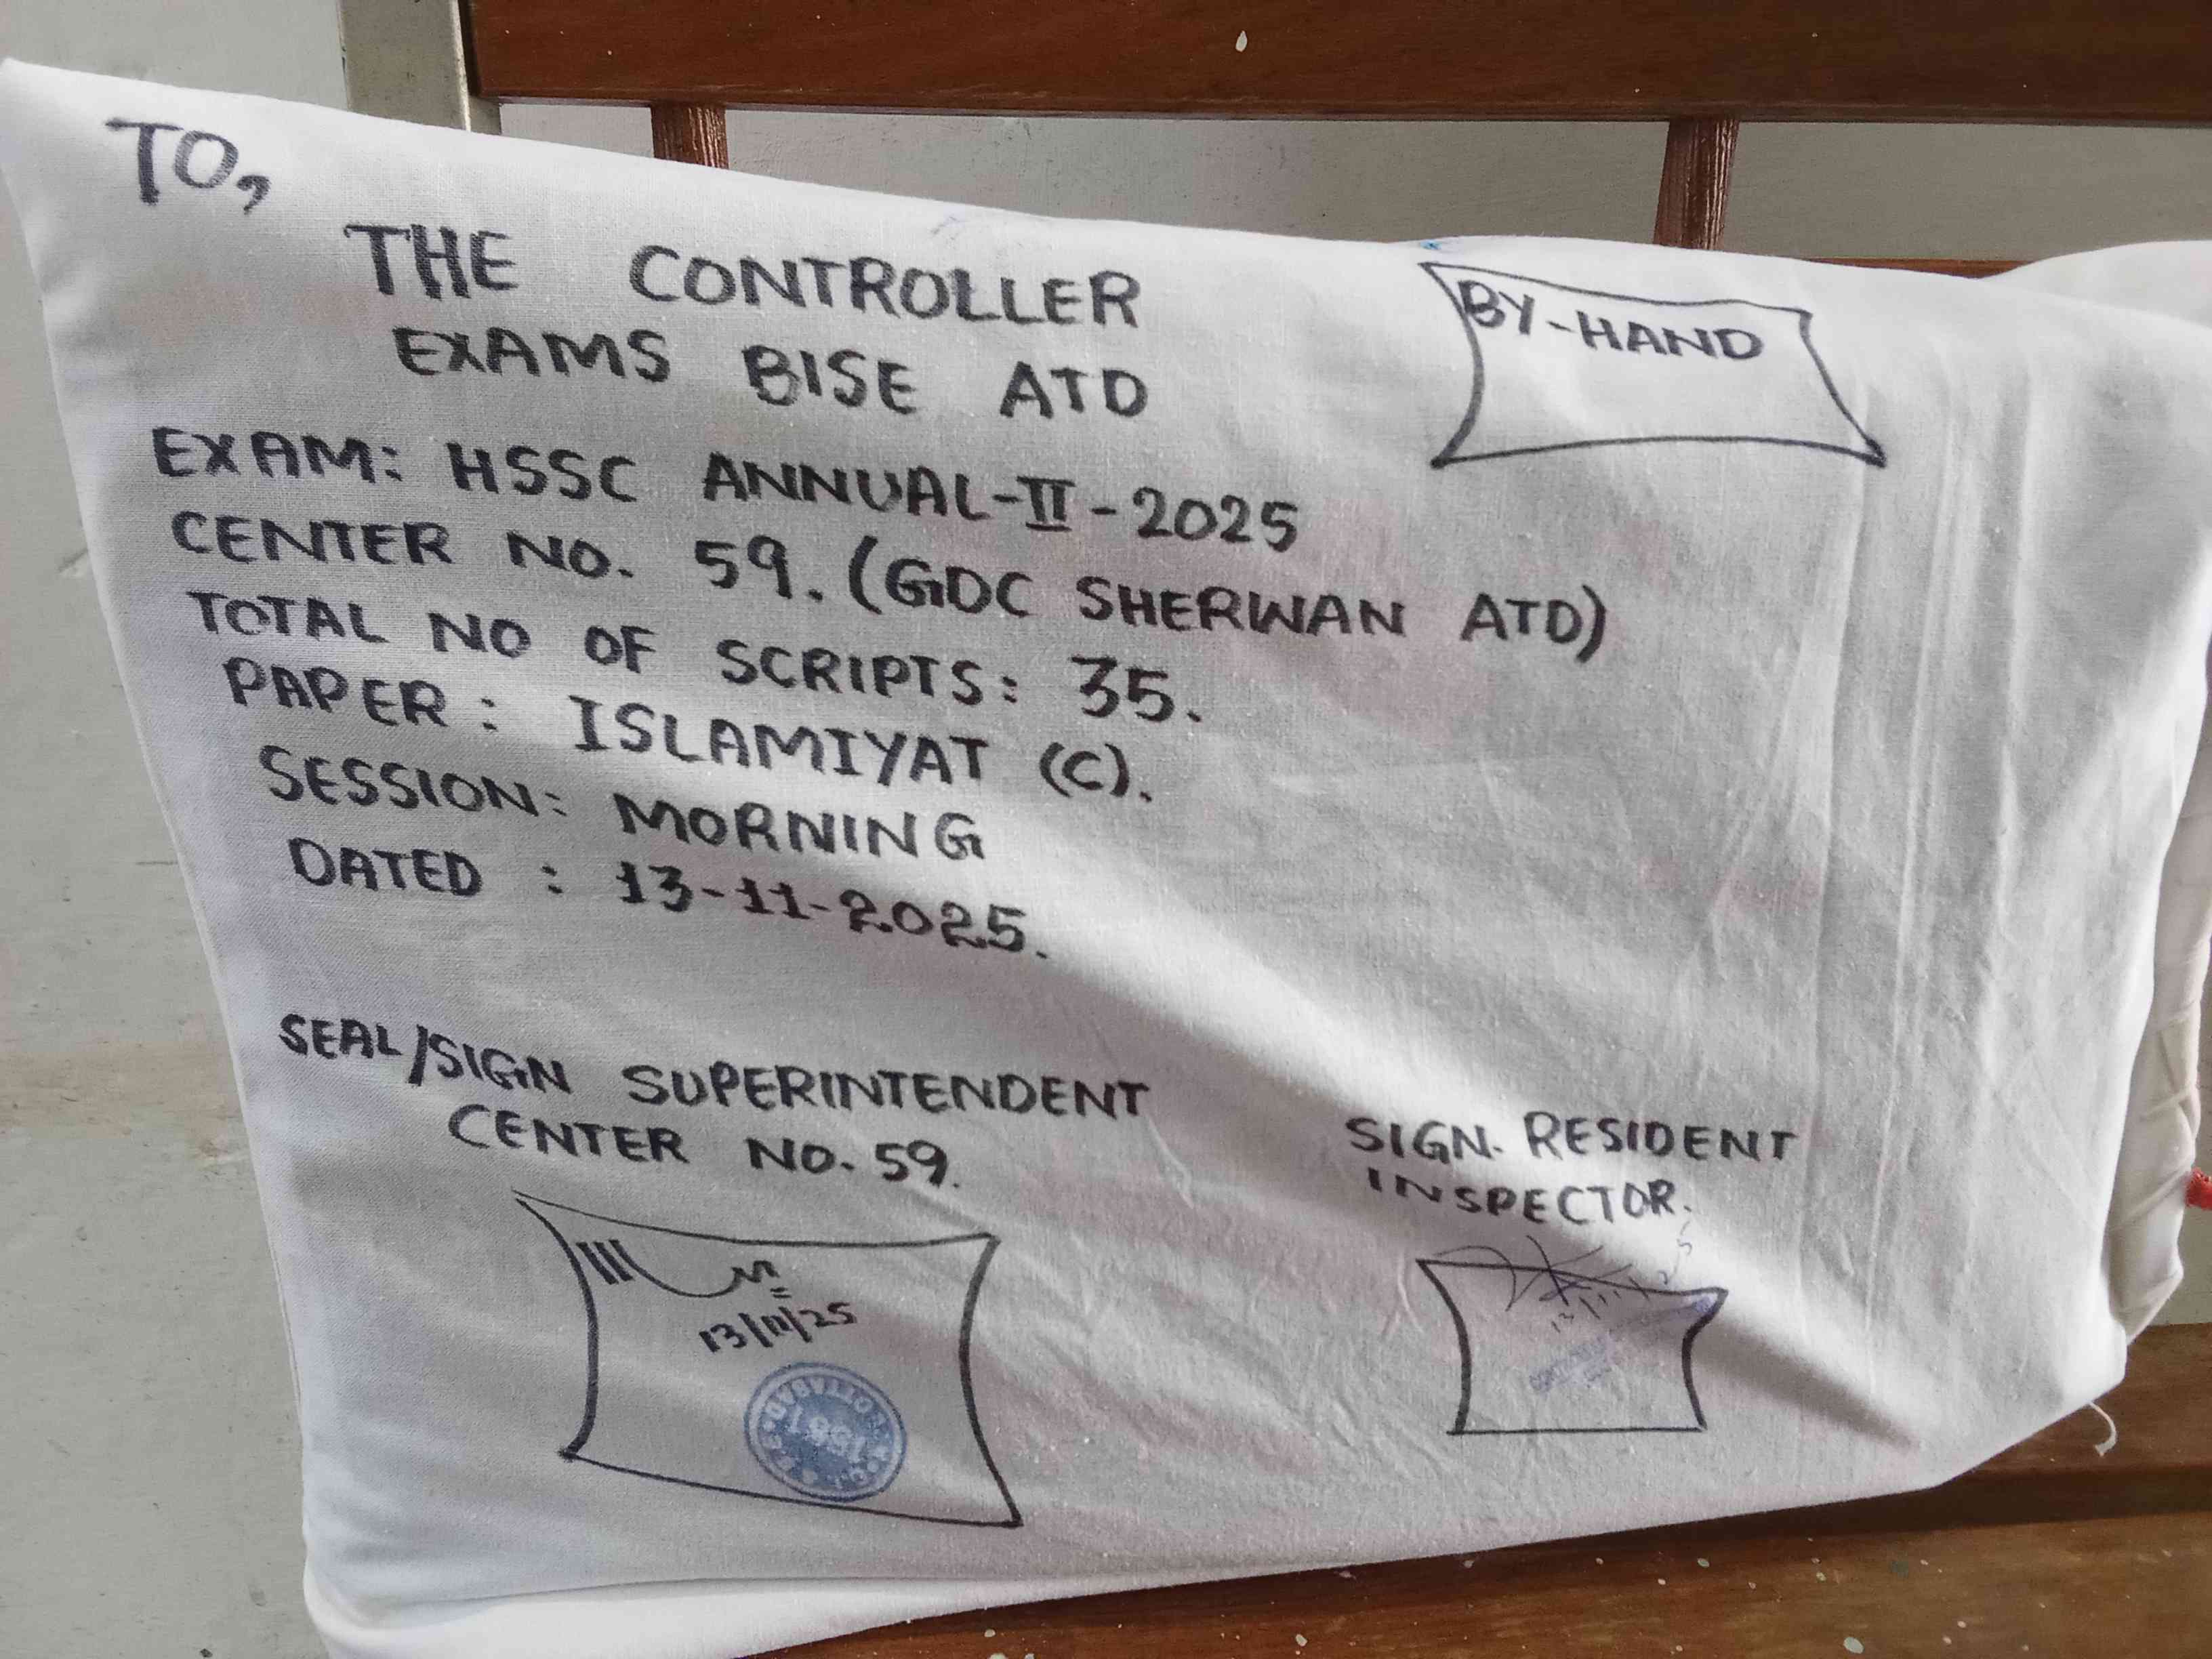 TO,
THE CONTROLLER
EXAMS BISE ATD
BY-HAND
EXAM: HSSC ANNUAL-II-2025
CENTER NO. 59. (GDC SHERWAN ATD)
TOTAL NO OF SCRIPTS: 35.
PAPER: ISLAMIYAT (C).
SESSION: MORNING
DATED : 13-11-2025.
SEAL/SIGN SUPERINTENDENT
CENTER NO. 59.
13/11/25
SIGN. RESIDENT
INSPECTOR.